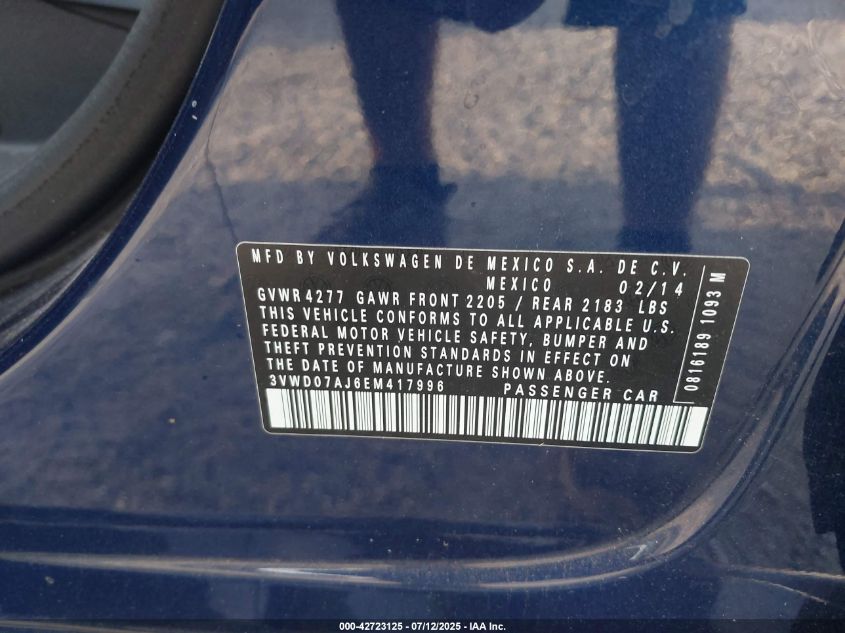 MFD BY VOLKSWAGEN DE MEXICO S.A. DE C.V.
MEXICO 02/14
GVWR 4277 GAWR FRONT 2205 / REAR 2183 LBS
THIS VEHICLE CONFORMS TO ALL APPLICABLE U.S.
FEDERAL MOTOR VEHICLE SAFETY, BUMPER AND
THEFT PREVENTION STANDARDS IN EFFECT ON
THE DATE OF MANUFACTURE SHOWN ABOVE.
3VWD07AJ6EM417996 PASSENGER CAR
0816189 1093 M
000-42723125 - 07/12/2025 - IAA Inc.